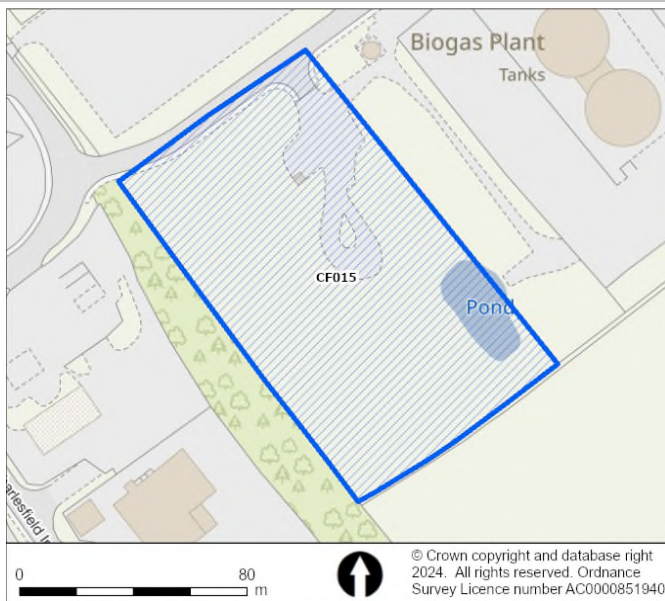 Biogas Plant
Tanks
CF015
Pond
0 80
m
© Crown copyright and database right
2024. All rights reserved. Ordnance
Survey Licence number AC0000851940